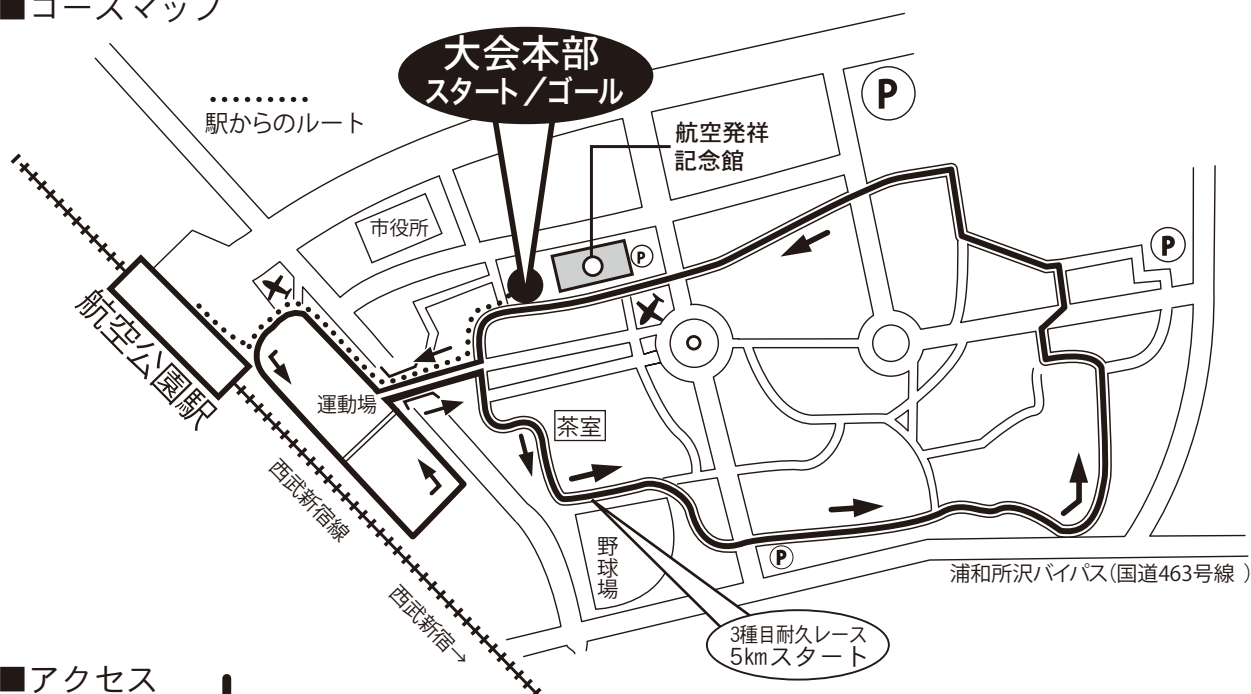 ■コースマップ
大会本部
スタート／ゴール
P
駅からのルート
航空発祥
記念館
市役所
P
P
航空公園駅
運動場
茶室
西武新宿線
野球場
P
浦和所沢バイパス(国道463号線 )
西武新宿→
3種目耐久レース
5kmスタート
■アクセス